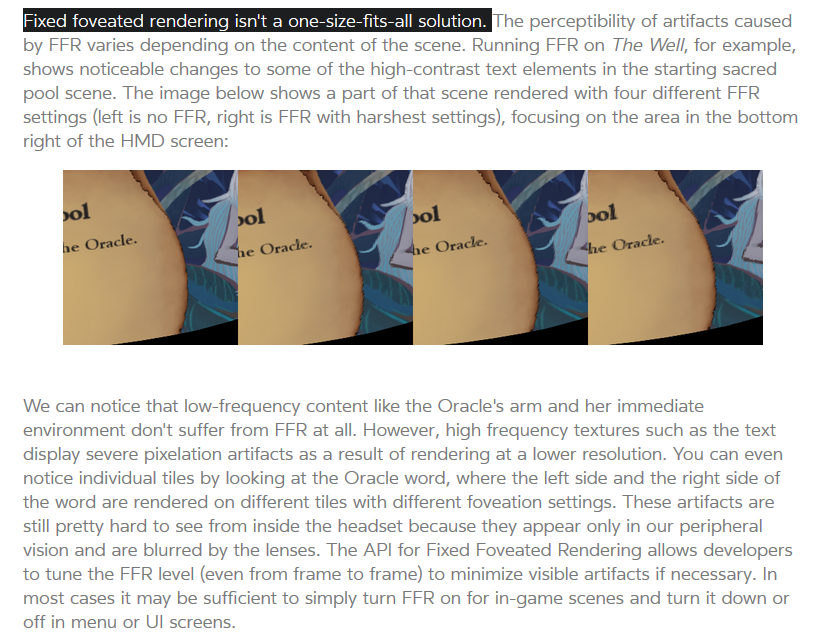 Fixed foveated rendering isn't a one-size-fits-all solution. The perceptibility of artifacts caused
by FFR varies depending on the content of the scene. Running FFR on The Well, for example,
shows noticeable changes to some of the high-contrast text elements in the starting sacred
pool scene. The image below shows a part of that scene rendered with four different FFR
settings (left is no FFR, right is FFR with harshest settings), focusing on the area in the bottom
right of the HMD screen:
ool
he Oracle.
ool
he Oracle.
ool
he Oracle.
ool
he Oracle.
We can notice that low-frequency content like the Oracle's arm and her immediate
environment don't suffer from FFR at all. However, high frequency textures such as the text
display severe pixelation artifacts as a result of rendering at a lower resolution. You can even
notice individual tiles by looking at the Oracle word, where the left side and the right side of
the word are rendered on different tiles with different foveation settings. These artifacts are
still pretty hard to see from inside the headset because they appear only in our peripheral
vision and are blurred by the lenses. The API for Fixed Foveated Rendering allows developers
to tune the FFR level (even from frame to frame) to minimize visible artifacts if necessary. In
most cases it may be sufficient to simply turn FFR on for in-game scenes and turn it down or
off in menu or UI screens.